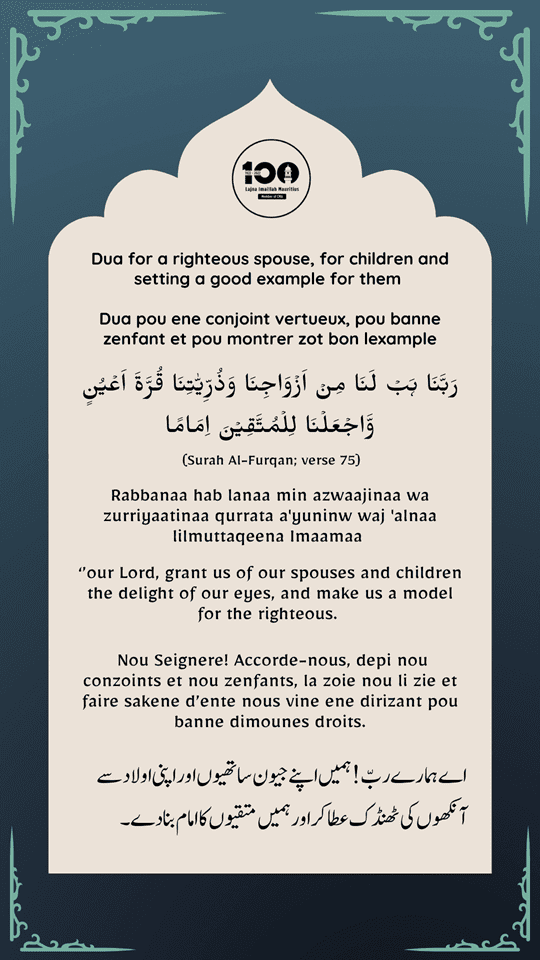 100
Lajna Imaillah Mauritius
Dua for a righteous spouse, for children and
setting a good example for them
Dua pou ene conjoint vertueux, pou banne
zenfant et pou montrer zot bon lexample
رَبَّنَا ہَبۡ لَنَا مِنۡ اَزۡوَاجِنَا وَذُرِّیّٰتِنَا قُرَّۃَ اَعۡیُنٍ
وَّاجۡعَلۡنَا لِلۡمُتَّقِیۡنَ اِمَامًا
(Surah Al-Furqan; verse 75)
Rabbanaa hab lanaa min azwaajinaa wa
zurriyaatinaa qurrata a'yuninw waj 'alnaa
lilmuttaqeena Imaamaa
‘’our Lord, grant us of our spouses and children
the delight of our eyes, and make us a model
for the righteous.
Nou Seignere! Accorde-nous, depi nou
conzoints et nou zenfants, la zoie nou li zie et
faire sakene d’ente nous vine ene dirizant pou
banne dimounes droits.
اے ہمارے ربّ! ہمیں اپنے جیون ساتھیوں اور اپنی اولاد سے
آنکھوں کی ٹھنڈک عطا کر اور ہمیں متقیوں کا امام بنا دے۔